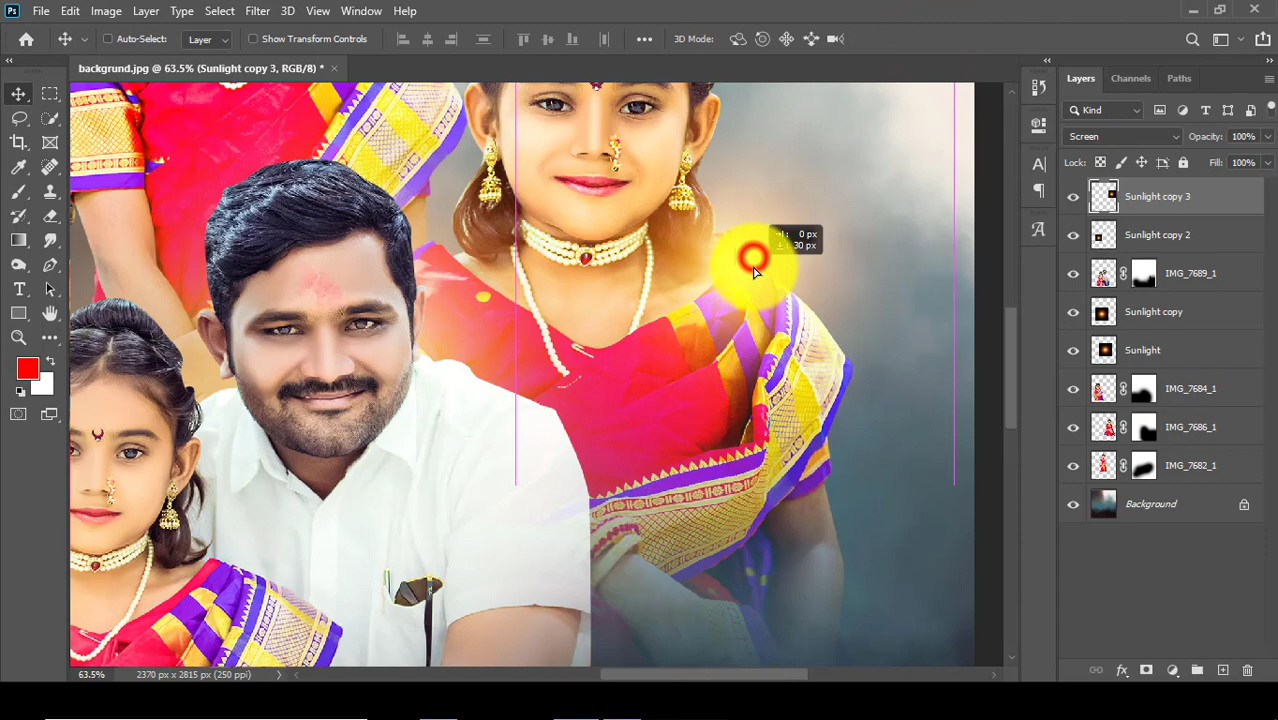 Ps File Edit Image Layer Type Select Filter 3D View Window Help
Auto-Select: Layer Show Transform Controls 3D Mode:
backgrund.jpg @ 63.5% (Sunlight copy 3, RGB/8) *
Layers Channels Paths
Kind
Screen Opacity: 100%
Lock: Fill: 100%
Sunlight copy 3
Sunlight copy 2
IMG_7689_1
Sunlight copy
Sunlight
IMG_7684_1
IMG_7686_1
IMG_7682_1
Background
0 px
30 px
63.5% 2370 px x 2815 px (250 ppi)